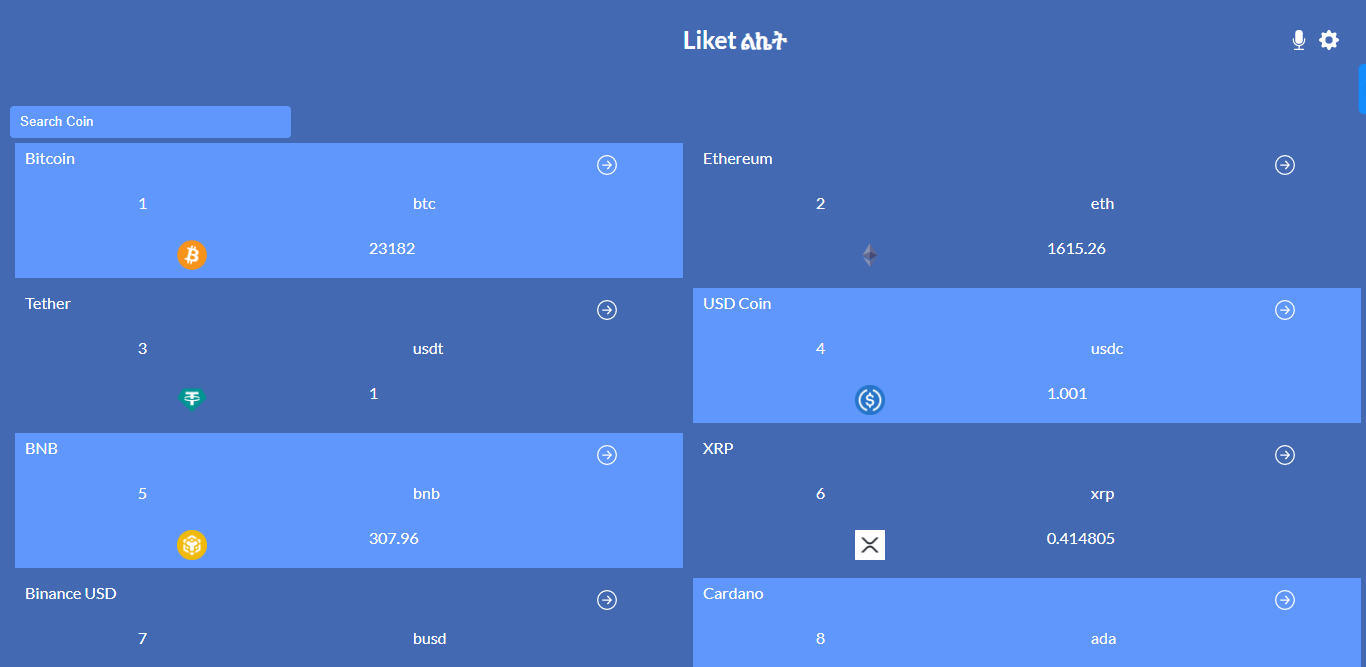 Liket ልኬት
Search Coin
Bitcoin
1 btc
23182
Ethereum
2 eth
1615.26
Tether
3 usdt
1
USD Coin
4 usdc
1.001
BNB
5 bnb
307.96
XRP
6 xrp
0.414805
Binance USD
7 busd
Cardano
8 ada